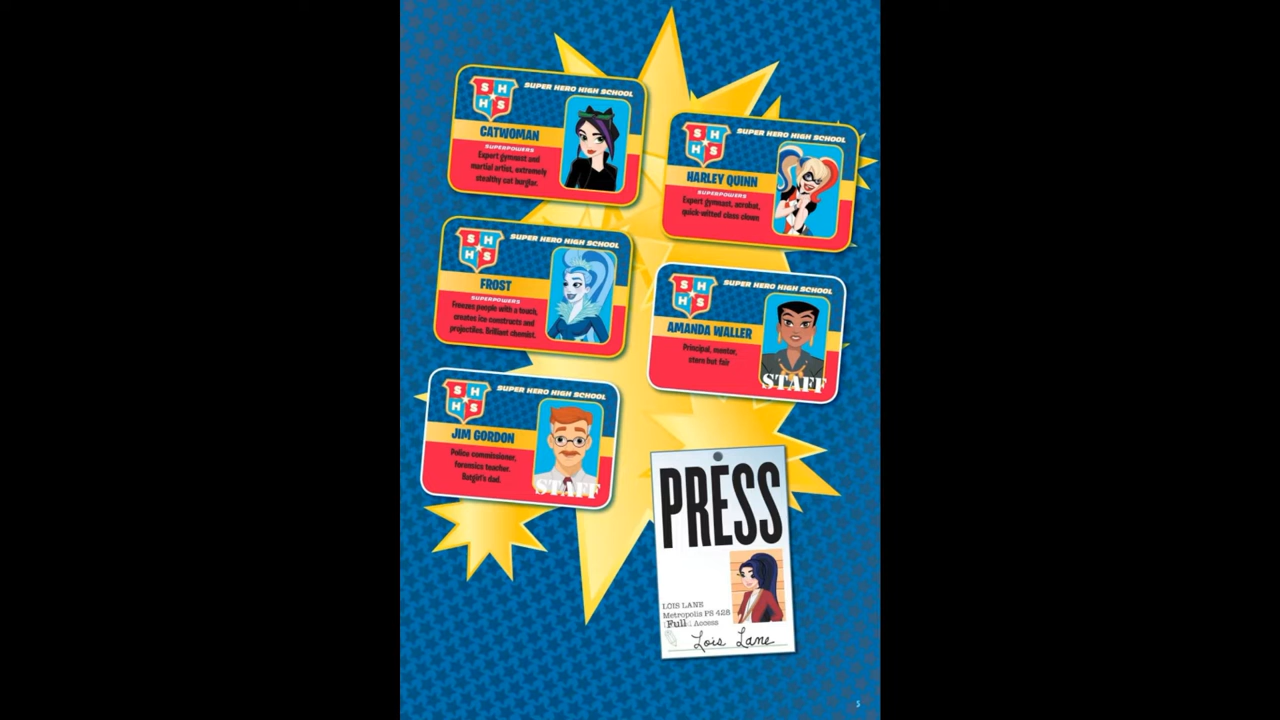 S H
H S
SUPER HERO HIGH SCHOOL
CATWOMAN
SUPERPOWERS
Expert gymnast and
martial artist, extremely
stealthy cat burglar.
S H
H S
SUPER HERO HIGH SCHOOL
HARLEY QUINN
SUPERPOWERS
Expert gymnast, acrobat,
quick-witted class clown
S H
H S
SUPER HERO HIGH SCHOOL
FROST
SUPERPOWERS
Freezes people with a touch,
creates ice constructs and
projectiles. Brilliant chemist.
S H
H S
SUPER HERO HIGH SCHOOL
AMANDA WALLER
Principal, mentor,
stern but fair
STAFF
S H
H S
SUPER HERO HIGH SCHOOL
JIM GORDON
Police commissioner,
forensics teacher.
Batgirl's dad.
STAFF
PRESS
LOIS LANE
Metropolis PS 428
Full Access
Lois Lane